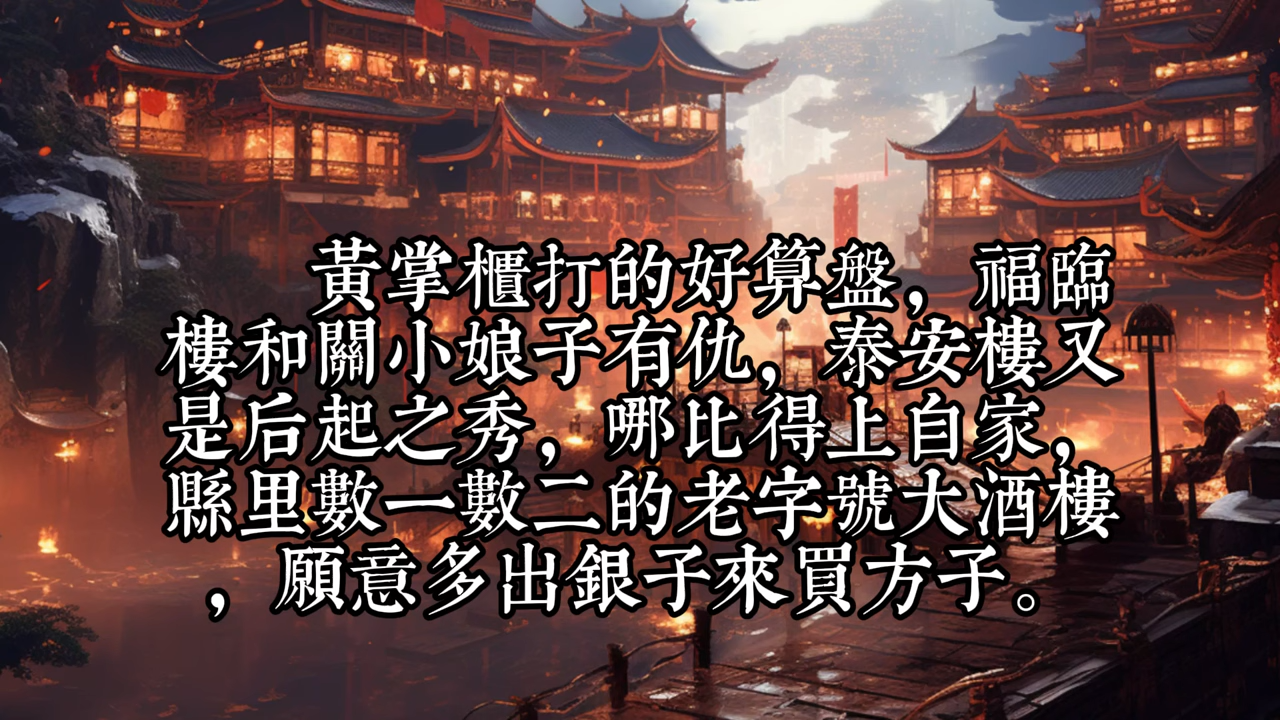 黃掌櫃打的好算盤，福臨
樓和關小娘子有仇，泰安樓又
是后起之秀，哪比得上自家，
縣里數一數二的老字號大酒樓
，願意多出銀子來買方子。